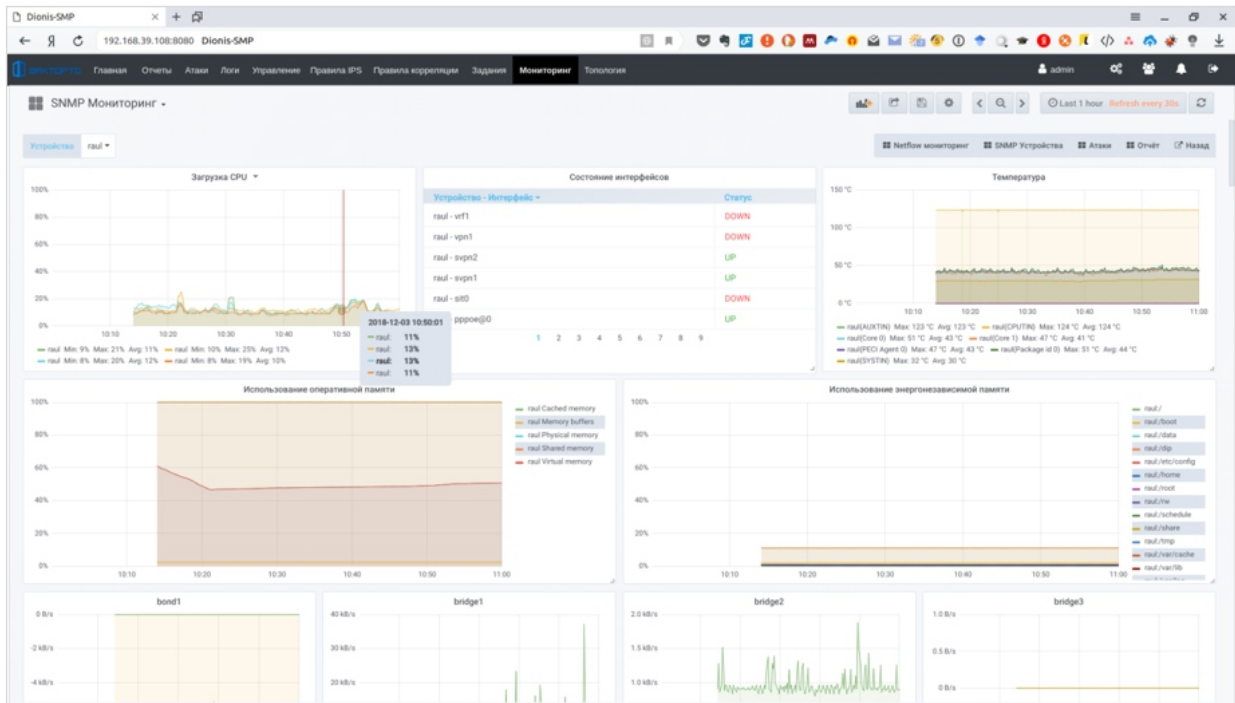 Dionis-SMP
192.168.39.108:8080 Dionis-SMP
ФАКТОР-ТС Главная Отчеты Атаки Логи Управление Правила IPS Правила корреляции Задания Мониторинг Топология admin
SNMP Мониторинг Last 1 hour Refresh every 30s
Устройство raul Netflow мониторинг SNMP Устройства Атаки Отчёт Назад
Загрузка CPU
100%
80%
60%
40%
20%
0%
10:10 10:20 10:30 10:40 10:50
raul Min: 9% Max: 21% Avg: 11% raul Min: 10% Max: 25% Avg: 12%
raul Min: 8% Max: 20% Avg: 12% raul Min: 8% Max: 19% Avg: 10%
2018-12-03 10:50:01
raul: 11%
raul: 13%
raul: 13%
raul: 11%
Состояние интерфейсов
Устройство - Интерфейс Статус
raul - vrf1 DOWN
raul - vpn1 DOWN
raul - svpn2 UP
raul - svpn1 UP
raul - sit0 DOWN
pppoe@0 UP
1 2 3 4 5 6 7 8 9
Температура
150 °C
100 °C
50 °C
0 °C
10:10 10:20 10:30 10:40 10:50 11:00
raul(AUXTIN) Max: 123 °C Avg: 123 °C raul(CPUTIN) Max: 124 °C Avg: 124 °C
raul(Core 0) Max: 51 °C Avg: 43 °C raul(Core 1) Max: 47 °C Avg: 41 °C
raul(PECI Agent 0) Max: 47 °C Avg: 43 °C raul(Package id 0) Max: 51 °C Avg: 44 °C
raul(SYSTIN) Max: 32 °C Avg: 30 °C
Использование оперативной памяти
100%
80%
60%
40%
20%
0%
10:10 10:20 10:30 10:40 10:50 11:00
raul Cached memory
raul Memory buffers
raul Physical memory
raul Shared memory
raul Virtual memory
Использование энергонезависимой памяти
100%
80%
60%
40%
20%
0%
10:10 10:20 10:30 10:40 10:50 11:00
raul:/
raul:/boot
raul:/data
raul:/dip
raul:/etc/config
raul:/home
raul:/root
raul:/rw
raul:/schedule
raul:/share
raul:/tmp
raul:/var/cache
raul:/var/lib
bond1
0 B/s
-2 kB/s
-4 kB/s
bridge1
40 kB/s
30 kB/s
20 kB/s
bridge2
2.0 kB/s
1.5 kB/s
1.0 kB/s
bridge3
1.0 B/s
0.5 B/s
0 B/s